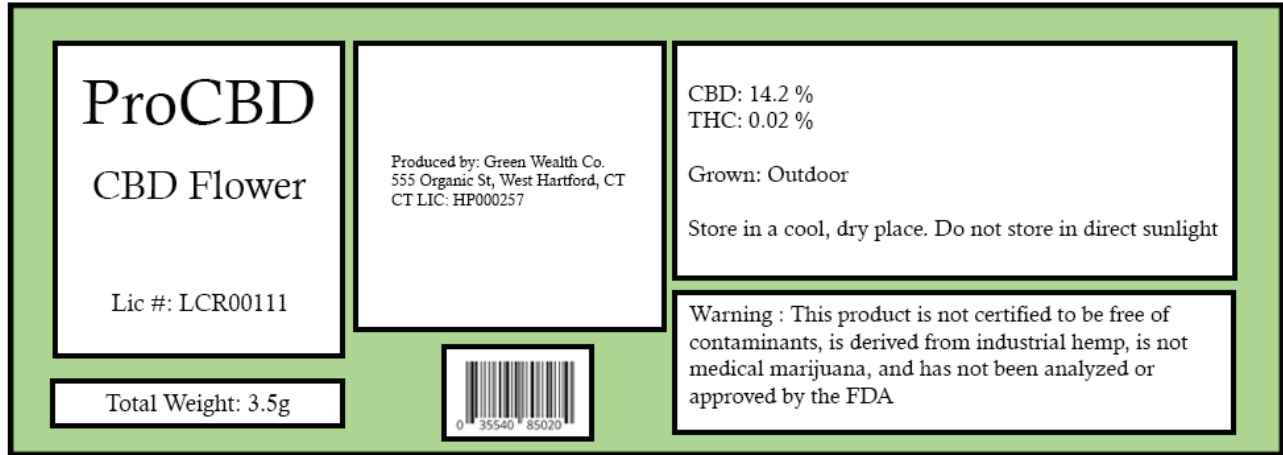 ProCBD
CBD Flower
Lic #: LCR00111
Total Weight: 3.5g
Produced by: Green Wealth Co.
555 Organic St, West Hartford, CT
CT LIC: HP000257
0 35540 85020
CBD: 14.2 %
THC: 0.02 %
Grown: Outdoor
Store in a cool, dry place. Do not store in direct sunlight
Warning : This product is not certified to be free of
contaminants, is derived from industrial hemp, is not
medical marijuana, and has not been analyzed or
approved by the FDA